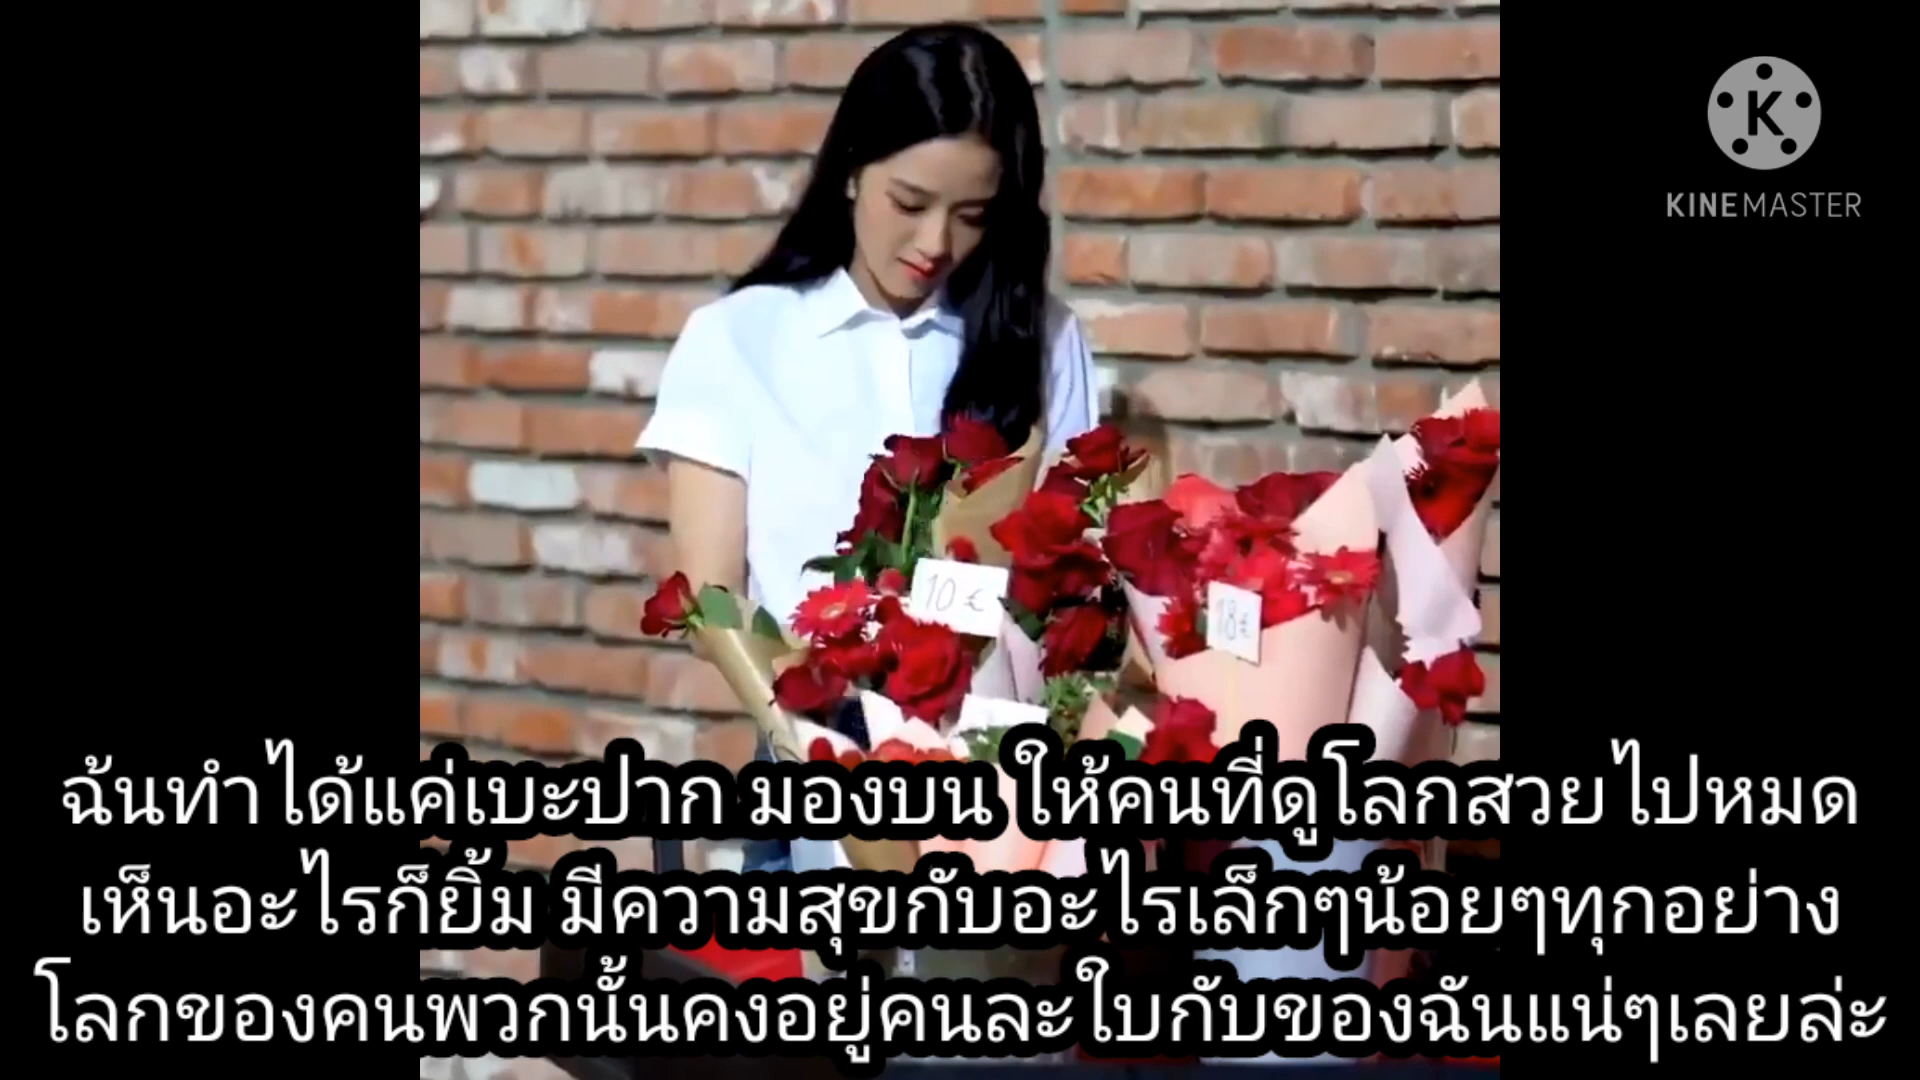 KINEMASTER
10 €
18€
ฉันทำได้แค่เบะปาก มองบน ให้คนที่ดูโลกสวยไปหมด
เห็นอะไรก็ยิ้ม มีความสุขกับอะไรเล็กๆน้อยๆทุกอย่าง
โลกของคนพวกนั้นคงอยู่คนละใบกับของฉันแน่ๆเลยล่ะ